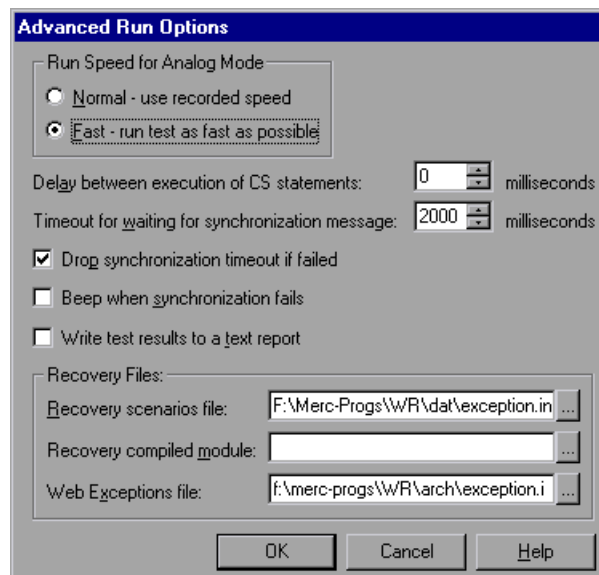 Advanced Run Options
Run Speed for Analog Mode
Normal - use recorded speed
Fast - run test as fast as possible
Delay between execution of CS statements: 0 milliseconds
Timeout for waiting for synchronization message: 2000 milliseconds
Drop synchronization timeout if failed
Beep when synchronization fails
Write test results to a text report
Recovery Files:
Recovery scenarios file: F:\Merc-Progs\WR\dat\exception.in ...
Recovery compiled module: ...
Web Exceptions file: f:\merc-progs\WR\arch\exception.i ...
OK Cancel Help